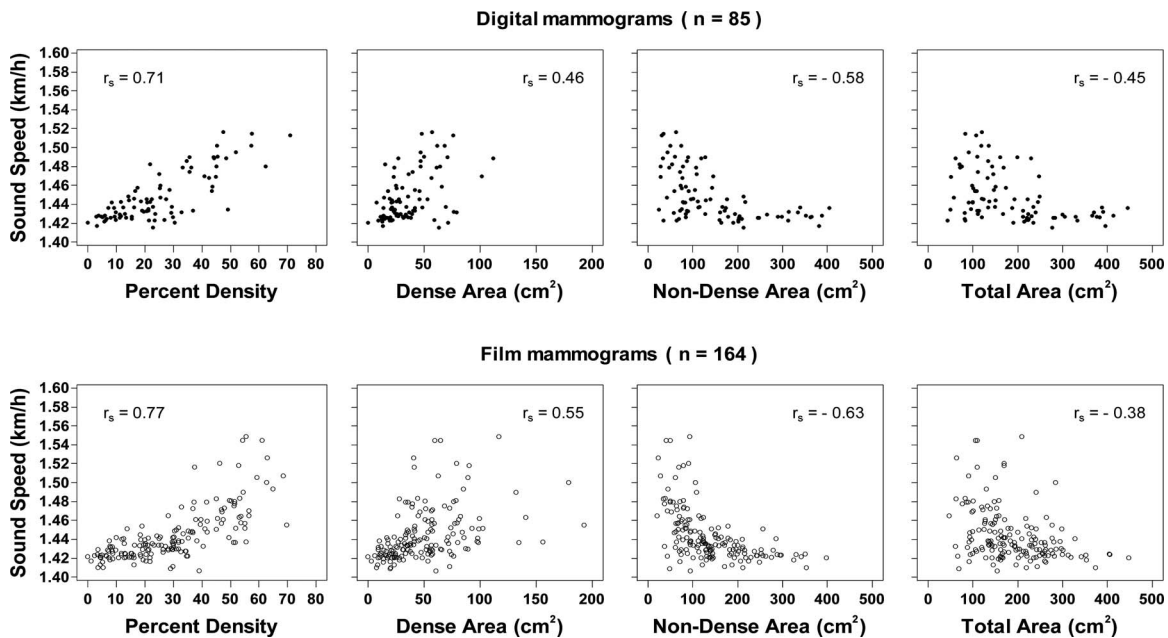 Digital mammograms ( n = 85)
Sound Speed (km/h)
1.60
1.58
1.56
1.54
1.52
1.50
1.48
1.46
1.44
1.42
1.40
r_s = 0.71
0 10 20 30 40 50 60 70 80
Percent Density
r_s = 0.46
0 50 100 150 200
Dense Area (cm²)
r_s = - 0.58
0 100 200 300 400 500
Non-Dense Area (cm²)
r_s = - 0.45
0 100 200 300 400 500
Total Area (cm²)
Film mammograms ( n = 164)
Sound Speed (km/h)
1.60
1.58
1.56
1.54
1.52
1.50
1.48
1.46
1.44
1.42
1.40
r_s = 0.77
0 10 20 30 40 50 60 70 80
Percent Density
r_s = 0.55
0 50 100 150 200
Dense Area (cm²)
r_s = - 0.63
0 100 200 300 400 500
Non-Dense Area (cm²)
r_s = - 0.38
0 100 200 300 400 500
Total Area (cm²)